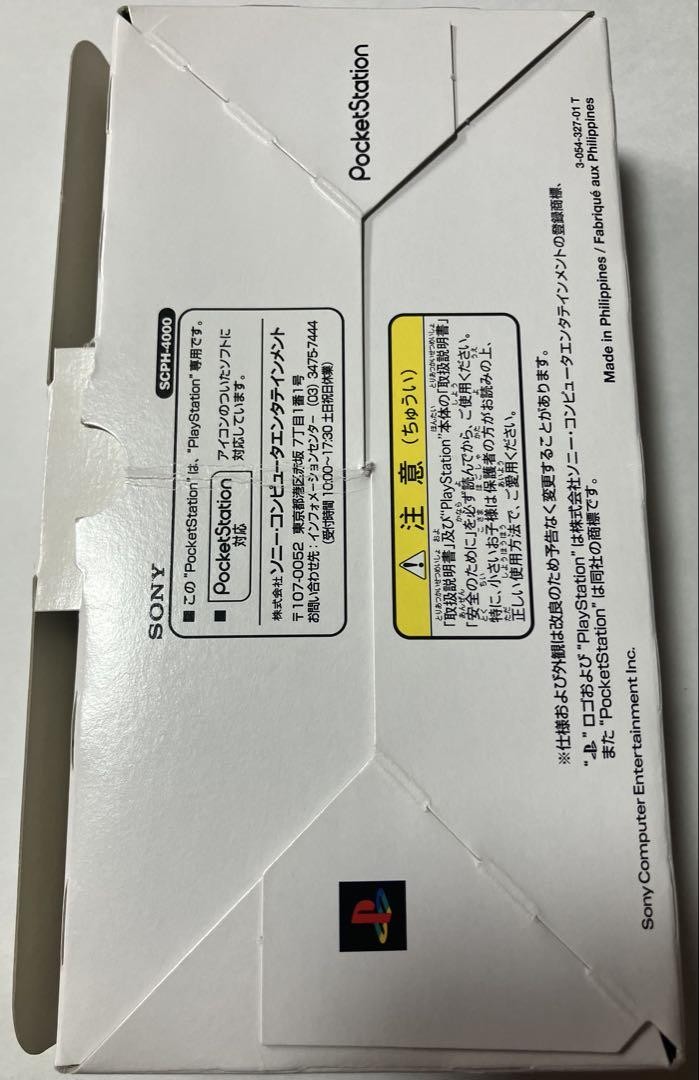 PocketStation
SONY
SCPH-4000
■ この "PocketStation" は、"PlayStation" 専用です。
■ PocketStation 対応 アイコンのついたソフトに対応しています。
株式会社 ソニー・コンピュータエンタテインメント
〒107-0052 東京都港区赤坂 7丁目1番1号
お問い合わせ先：インフォメーションセンター (03) 3475-7444
(受付時間 10:00〜17:30 土日祝日休業)
注 意 (ちゅうい)
「取扱説明書」及び"PlayStation"本体の「取扱説明書」
「安全のために」を必ず読んでから、ご使用ください。
特に、小さいお子様は保護者の方がお読みの上、
正しい使用方法で、ご愛用ください。
※仕様および外観は改良のため予告なく変更することがあります。
" " ロゴおよび "PlayStation" は株式会社ソニー・コンピュータエンタテインメントの登録商標、
また "PocketStation" は同社の商標です。
3-054-327-01 T
Made in Philippines / Fabriqué aux Philippines
Sony Computer Entertainment Inc.